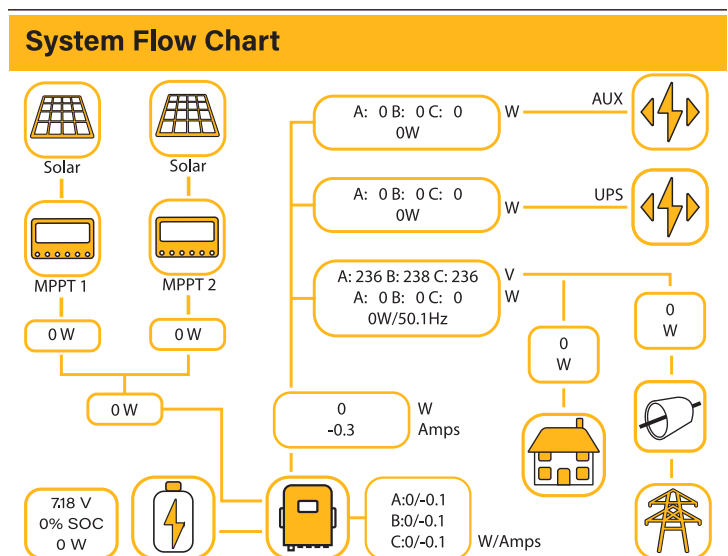 System Flow Chart
A: 0 B: 0 C: 0
0W
W
AUX
Solar
Solar
A: 0 B: 0 C: 0
0W
W
UPS
MPPT 1
MPPT 2
A: 236 B: 238 C: 236
V
A: 0 B: 0 C: 0
W
0W/50.1Hz
0 W
0 W
0
W
0
W
0 W
0
W
-0.3
Amps
7.18 V
0% SOC
0 W
A:0/-0.1
B:0/-0.1
C:0/-0.1
W/Amps